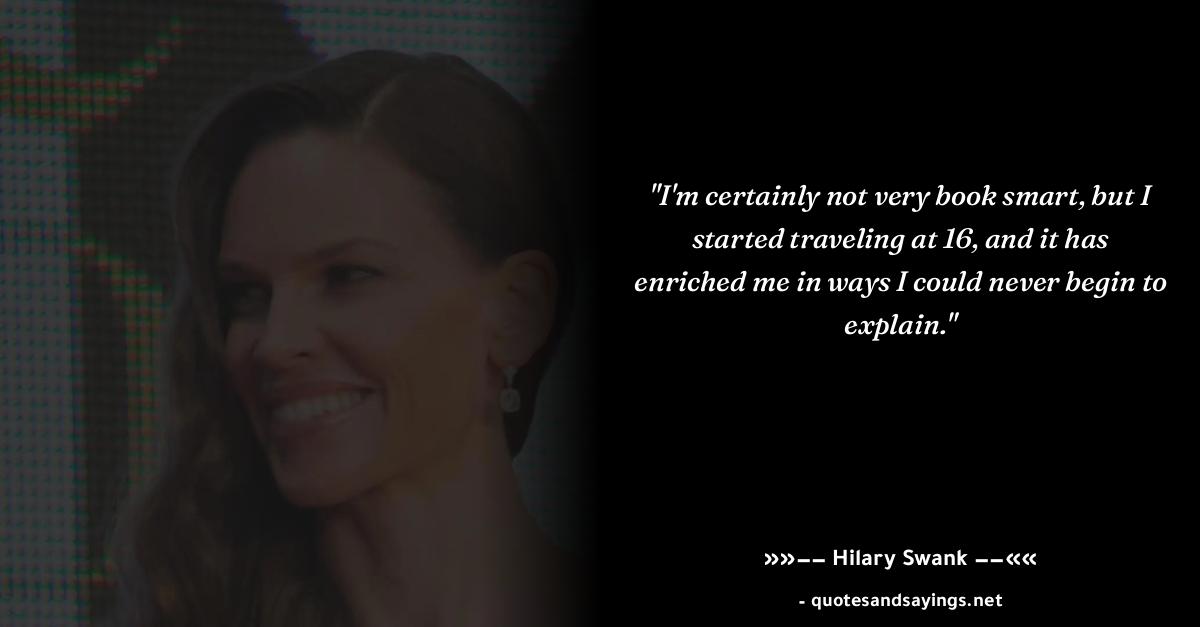 "I'm certainly not very book smart, but I
started traveling at 16, and it has
enriched me in ways I could never begin to
explain."
»»−− Hilary Swank −−««
- quotesandsayings.net